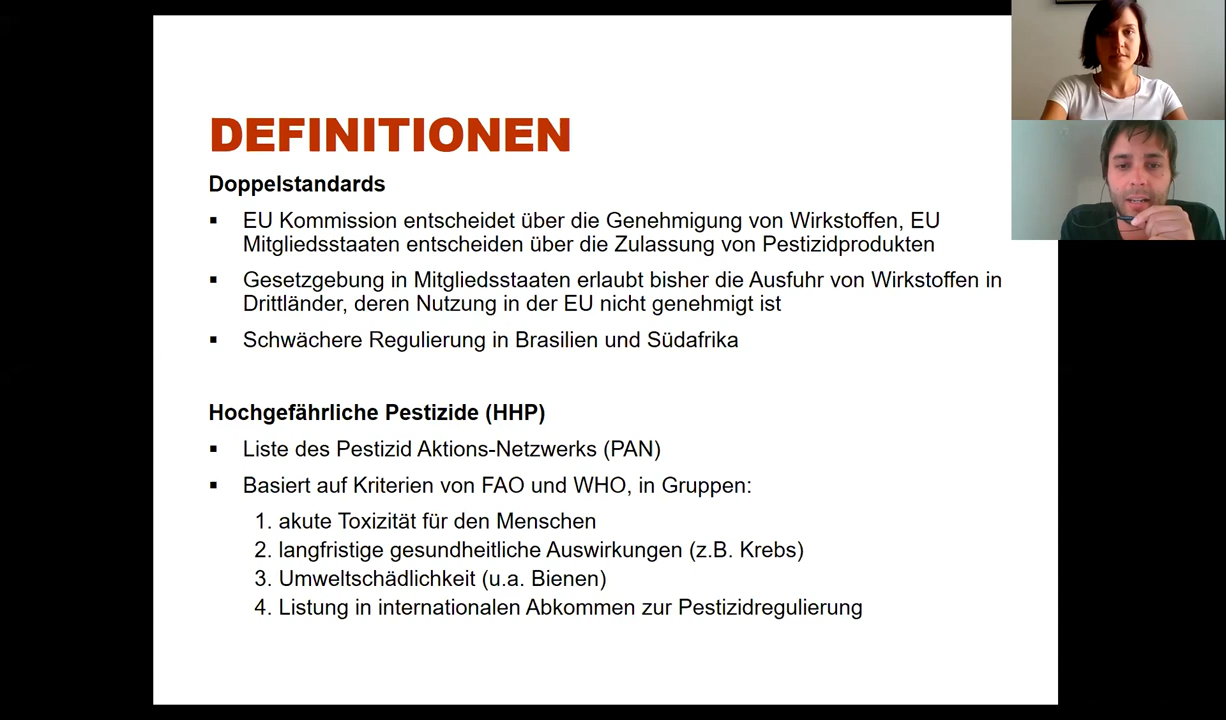 DEFINITIONEN
Doppelstandards
▪ EU Kommission entscheidet über die Genehmigung von Wirkstoffen, EU
Mitgliedsstaaten entscheiden über die Zulassung von Pestizidprodukten
▪ Gesetzgebung in Mitgliedsstaaten erlaubt bisher die Ausfuhr von Wirkstoffen in
Drittländer, deren Nutzung in der EU nicht genehmigt ist
▪ Schwächere Regulierung in Brasilien und Südafrika
Hochgefährliche Pestizide (HHP)
▪ Liste des Pestizid Aktions-Netzwerks (PAN)
▪ Basiert auf Kriterien von FAO und WHO, in Gruppen:
1. akute Toxizität für den Menschen
2. langfristige gesundheitliche Auswirkungen (z.B. Krebs)
3. Umweltschädlichkeit (u.a. Bienen)
4. Listung in internationalen Abkommen zur Pestizidregulierung